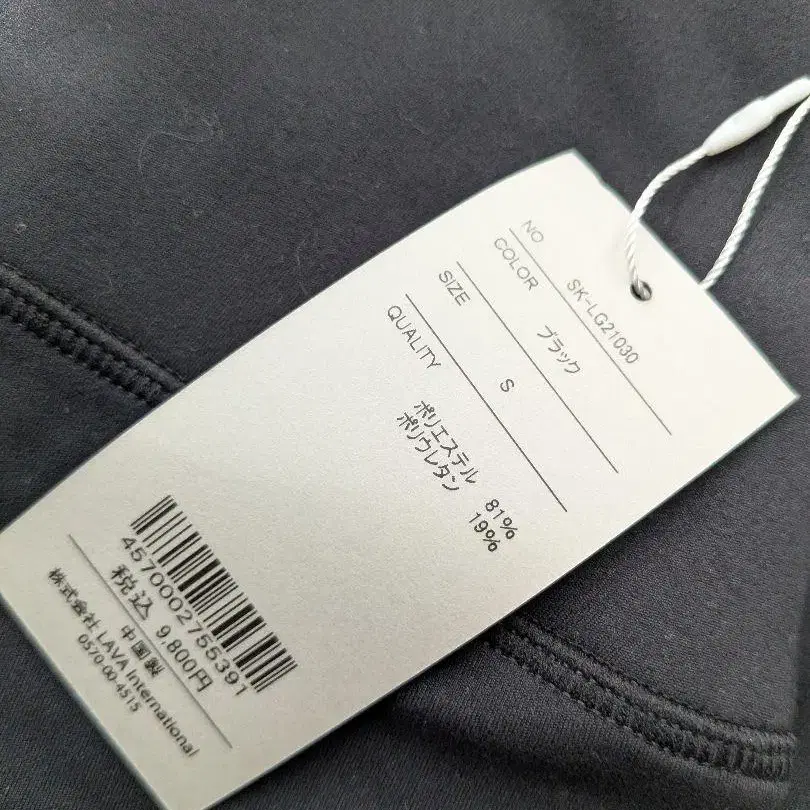 NO SK-LG21030
COLOR ブラック
SIZE S
QUALITY
ポリエステル 81%
ポリウレタン 19%
4570002755391
税込 9,800円
中国製
株式会社 LAVA International
0570-00-4515